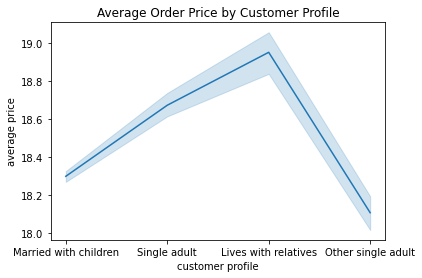 Average Order Price by Customer Profile
average price
19.0
18.8
18.6
18.4
18.2
18.0
Married with children Single adult Lives with relatives Other single adult
customer profile